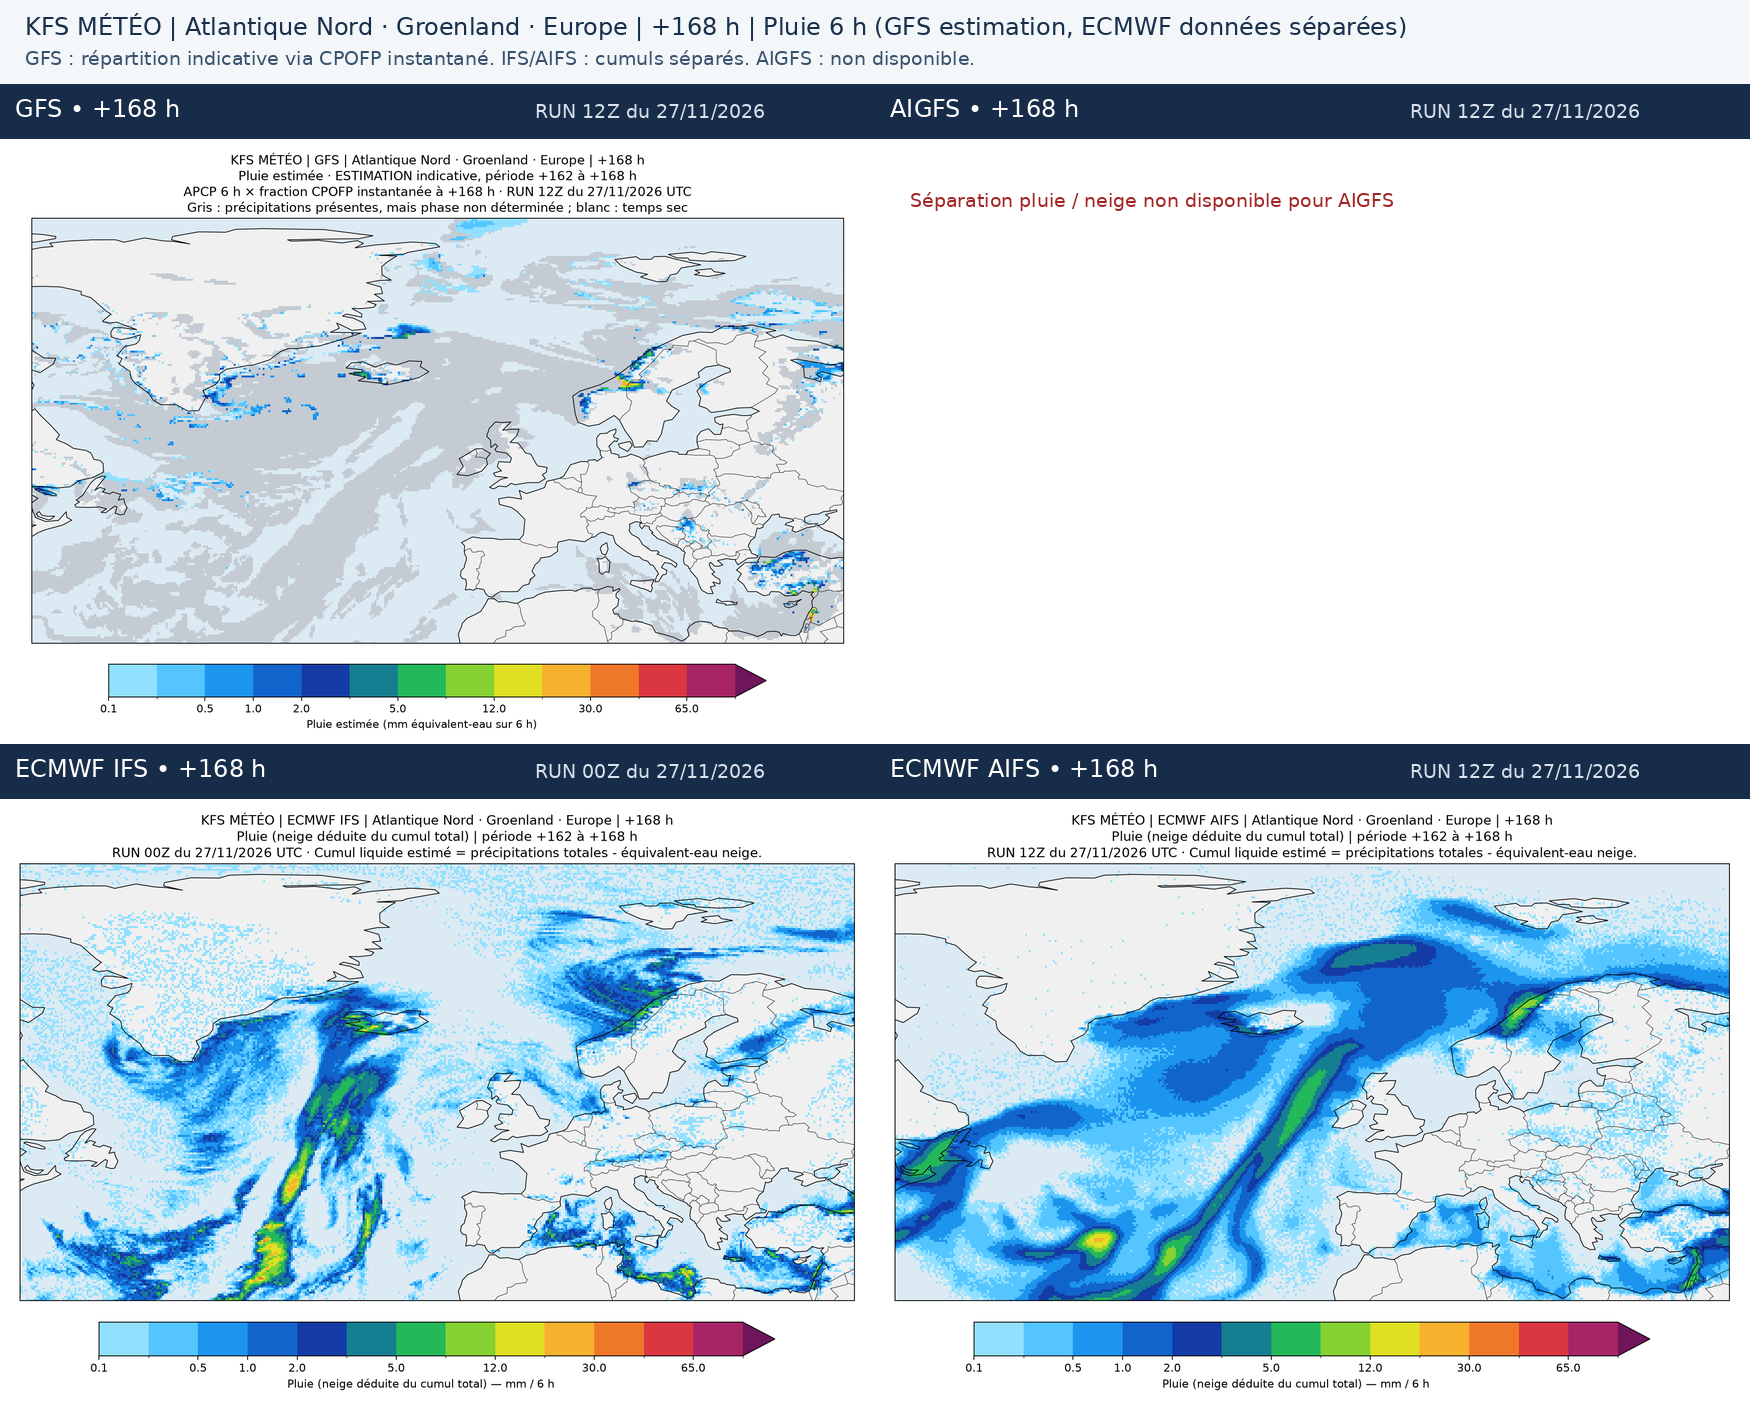 KFS MÉTÉO | Atlantique Nord · Groenland · Europe | +168 h | Pluie 6 h (GFS estimation, ECMWF données séparées)
GFS : répartition indicative via CPOFP instantané. IFS/AIFS : cumuls séparés. AIGFS : non disponible.
GFS • +168 h
RUN 12Z du 27/11/2026
AIGFS • +168 h
RUN 12Z du 27/11/2026
KFS MÉTÉO | GFS | Atlantique Nord · Groenland · Europe | +168 h
Pluie estimée · ESTIMATION indicative, période +162 à +168 h
APCP 6 h × fraction CPOFP instantanée à +168 h · RUN 12Z du 27/11/2026 UTC
Gris : précipitations présentes, mais phase non déterminée ; blanc : temps sec
Séparation pluie / neige non disponible pour AIGFS
0.1 0.5 1.0 2.0 5.0 12.0 30.0 65.0
Pluie estimée (mm équivalent-eau sur 6 h)
ECMWF IFS • +168 h
RUN 00Z du 27/11/2026
ECMWF AIFS • +168 h
RUN 12Z du 27/11/2026
KFS MÉTÉO | ECMWF IFS | Atlantique Nord · Groenland · Europe | +168 h
Pluie (neige déduite du cumul total) | période +162 à +168 h
RUN 00Z du 27/11/2026 UTC · Cumul liquide estimé = précipitations totales - équivalent-eau neige.
0.1 0.5 1.0 2.0 5.0 12.0 30.0 65.0
Pluie (neige déduite du cumul total) — mm / 6 h
KFS MÉTÉO | ECMWF AIFS | Atlantique Nord · Groenland · Europe | +168 h
Pluie (neige déduite du cumul total) | période +162 à +168 h
RUN 12Z du 27/11/2026 UTC · Cumul liquide estimé = précipitations totales - équivalent-eau neige.
0.1 0.5 1.0 2.0 5.0 12.0 30.0 65.0
Pluie (neige déduite du cumul total) — mm / 6 h